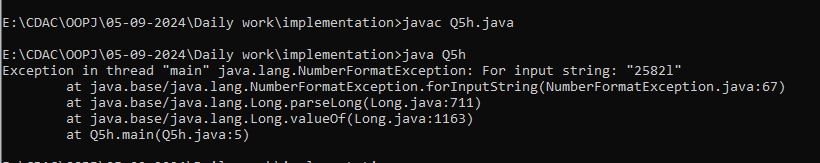 E:\CDAC\OOPJ\05-09-2024\Daily work\implementation>javac Q5h.java
E:\CDAC\OOPJ\05-09-2024\Daily work\implementation>java Q5h
Exception in thread "main" java.lang.NumberFormatException: For input string: "2582l"
at java.base/java.lang.NumberFormatException.forInputString(NumberFormatException.java:67)
at java.base/java.lang.Long.parseLong(Long.java:711)
at java.base/java.lang.Long.valueOf(Long.java:1163)
at Q5h.main(Q5h.java:5)